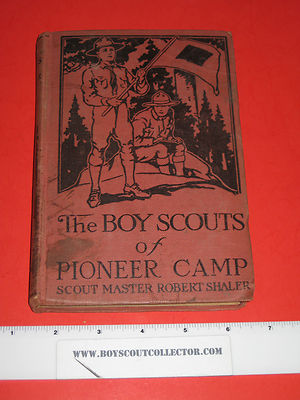 The BOY SCOUTS
of
PIONEER CAMP
SCOUT MASTER ROBERT SHALER
1 2 3 4 5 6 7
WWW.BOYSCOUTCOLLECTOR.COM